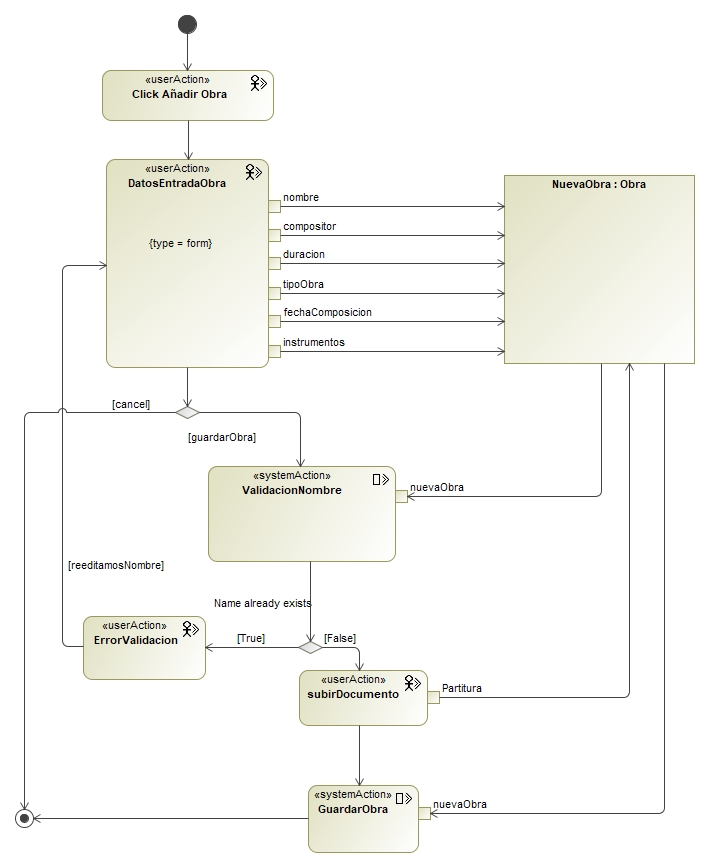 «userAction»
Click Añadir Obra
«userAction»
DatosEntradaObra
{type = form}
nombre
compositor
duracion
tipoObra
fechaComposicion
instrumentos
NuevaObra : Obra
[cancel]
[guardarObra]
«systemAction»
ValidacionNombre
nuevaObra
[reeditamosNombre]
Name already exists
«userAction»
ErrorValidacion
[True]
[False]
«userAction»
subirDocumento
Partitura
«systemAction»
GuardarObra
nuevaObra